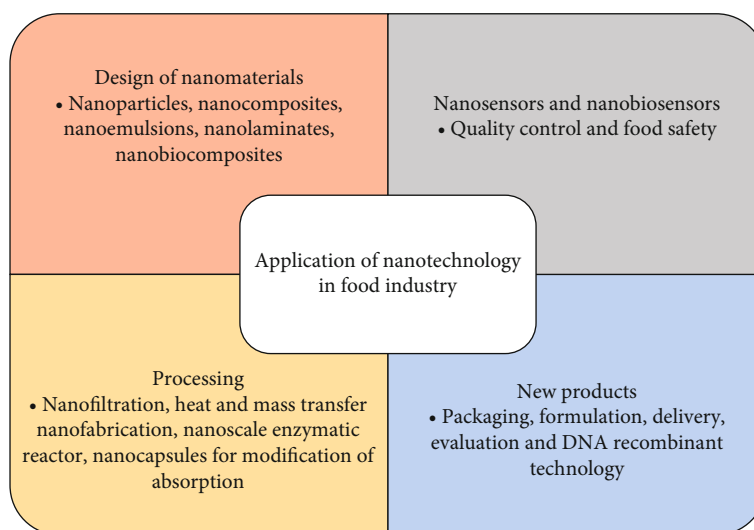 Design of nanomaterials
• Nanoparticles, nanocomposites,
nanoemulsions, nanolaminates,
nanobiocomposites
Nanosensors and nanobiosensors
• Quality control and food safety
Application of nanotechnology
in food industry
Processing
• Nanofiltration, heat and mass transfer
nanofabrication, nanoscale enzymatic
reactor, nanocapsules for modification of
absorption
New products
• Packaging, formulation, delivery,
evaluation and DNA recombinant
technology